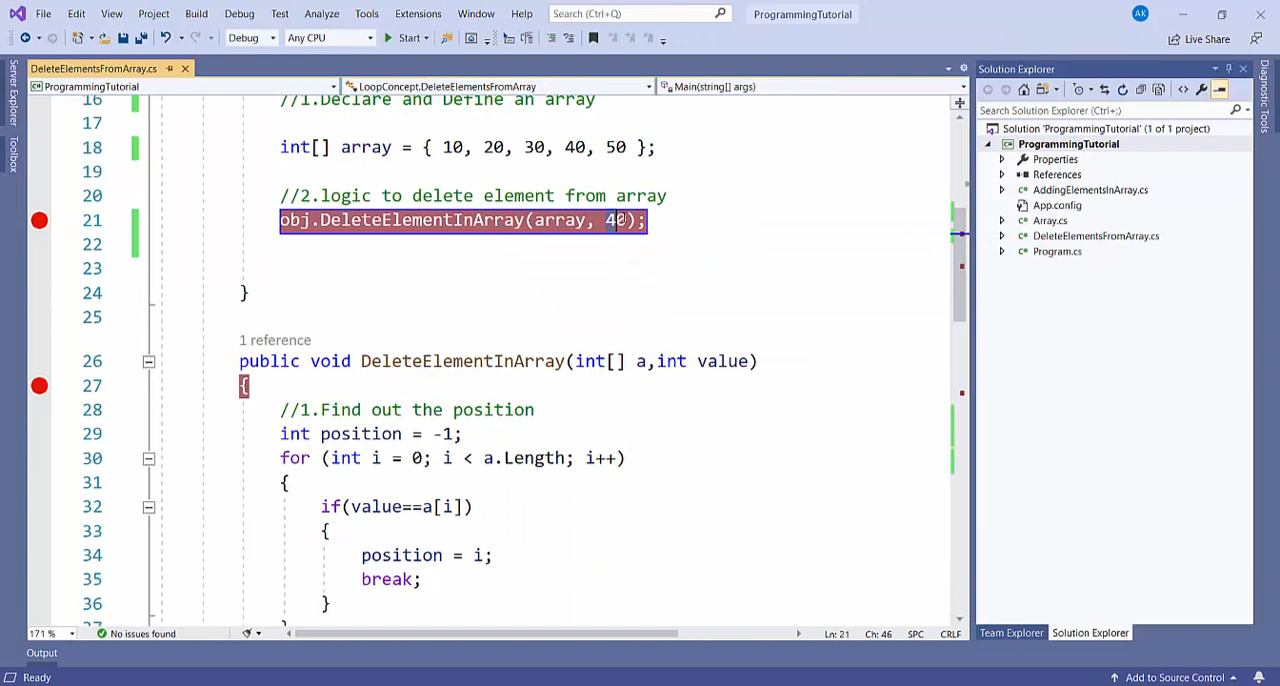 File Edit View Project Build Debug Test Analyze Tools Extensions Window Help Search (Ctrl+Q) ProgrammingTutorial AK
Debug Any CPU Start Live Share
DeleteElementsFromArray.cs
ProgrammingTutorial LoopConcept.DeleteElementsFromArray Main(string[] args)
16 //1.Declare and Define an array
17
18 int[] array = { 10, 20, 30, 40, 50 };
19
20 //2.logic to delete element from array
21 obj.DeleteElementInArray(array, 40);
22
23
24 }
25
1 reference
26 public void DeleteElementInArray(int[] a,int value)
27 {
28 //1.Find out the position
29 int position = -1;
30 for (int i = 0; i < a.Length; i++)
31 {
32 if(value==a[i])
33 {
34 position = i;
35 break;
36 }
37 }
171 % No issues found Ln: 21 Ch: 46 SPC CRLF
Output
Ready Add to Source Control
Server Explorer
Toolbox
Solution Explorer
Search Solution Explorer (Ctrl+;)
Solution 'ProgrammingTutorial' (1 of 1 project)
ProgrammingTutorial
Properties
References
AddingElementsInArray.cs
App.config
Array.cs
DeleteElementsFromArray.cs
Program.cs
Team Explorer Solution Explorer
Diagnostic Tools